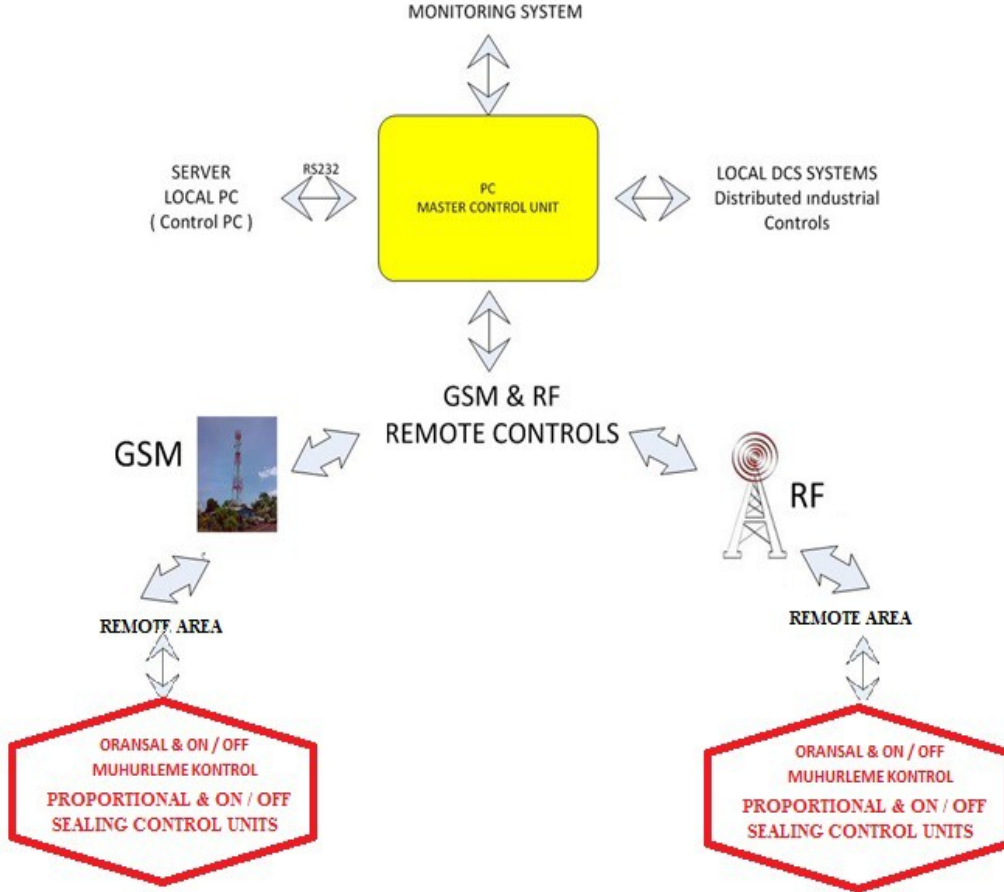 MONITORING SYSTEM
SERVER
LOCAL PC
( Control PC )
RS232
PC
MASTER CONTROL UNIT
LOCAL DCS SYSTEMS
Distributed ındustrial
Controls
GSM & RF
REMOTE CONTROLS
GSM
RF
REMOTE AREA
REMOTE AREA
ORANSAL & ON / OFF
MUHURLEME KONTROL
PROPORTIONAL & ON / OFF
SEALING CONTROL UNITS
ORANSAL & ON / OFF
MUHURLEME KONTROL
PROPORTIONAL & ON / OFF
SEALING CONTROL UNITS